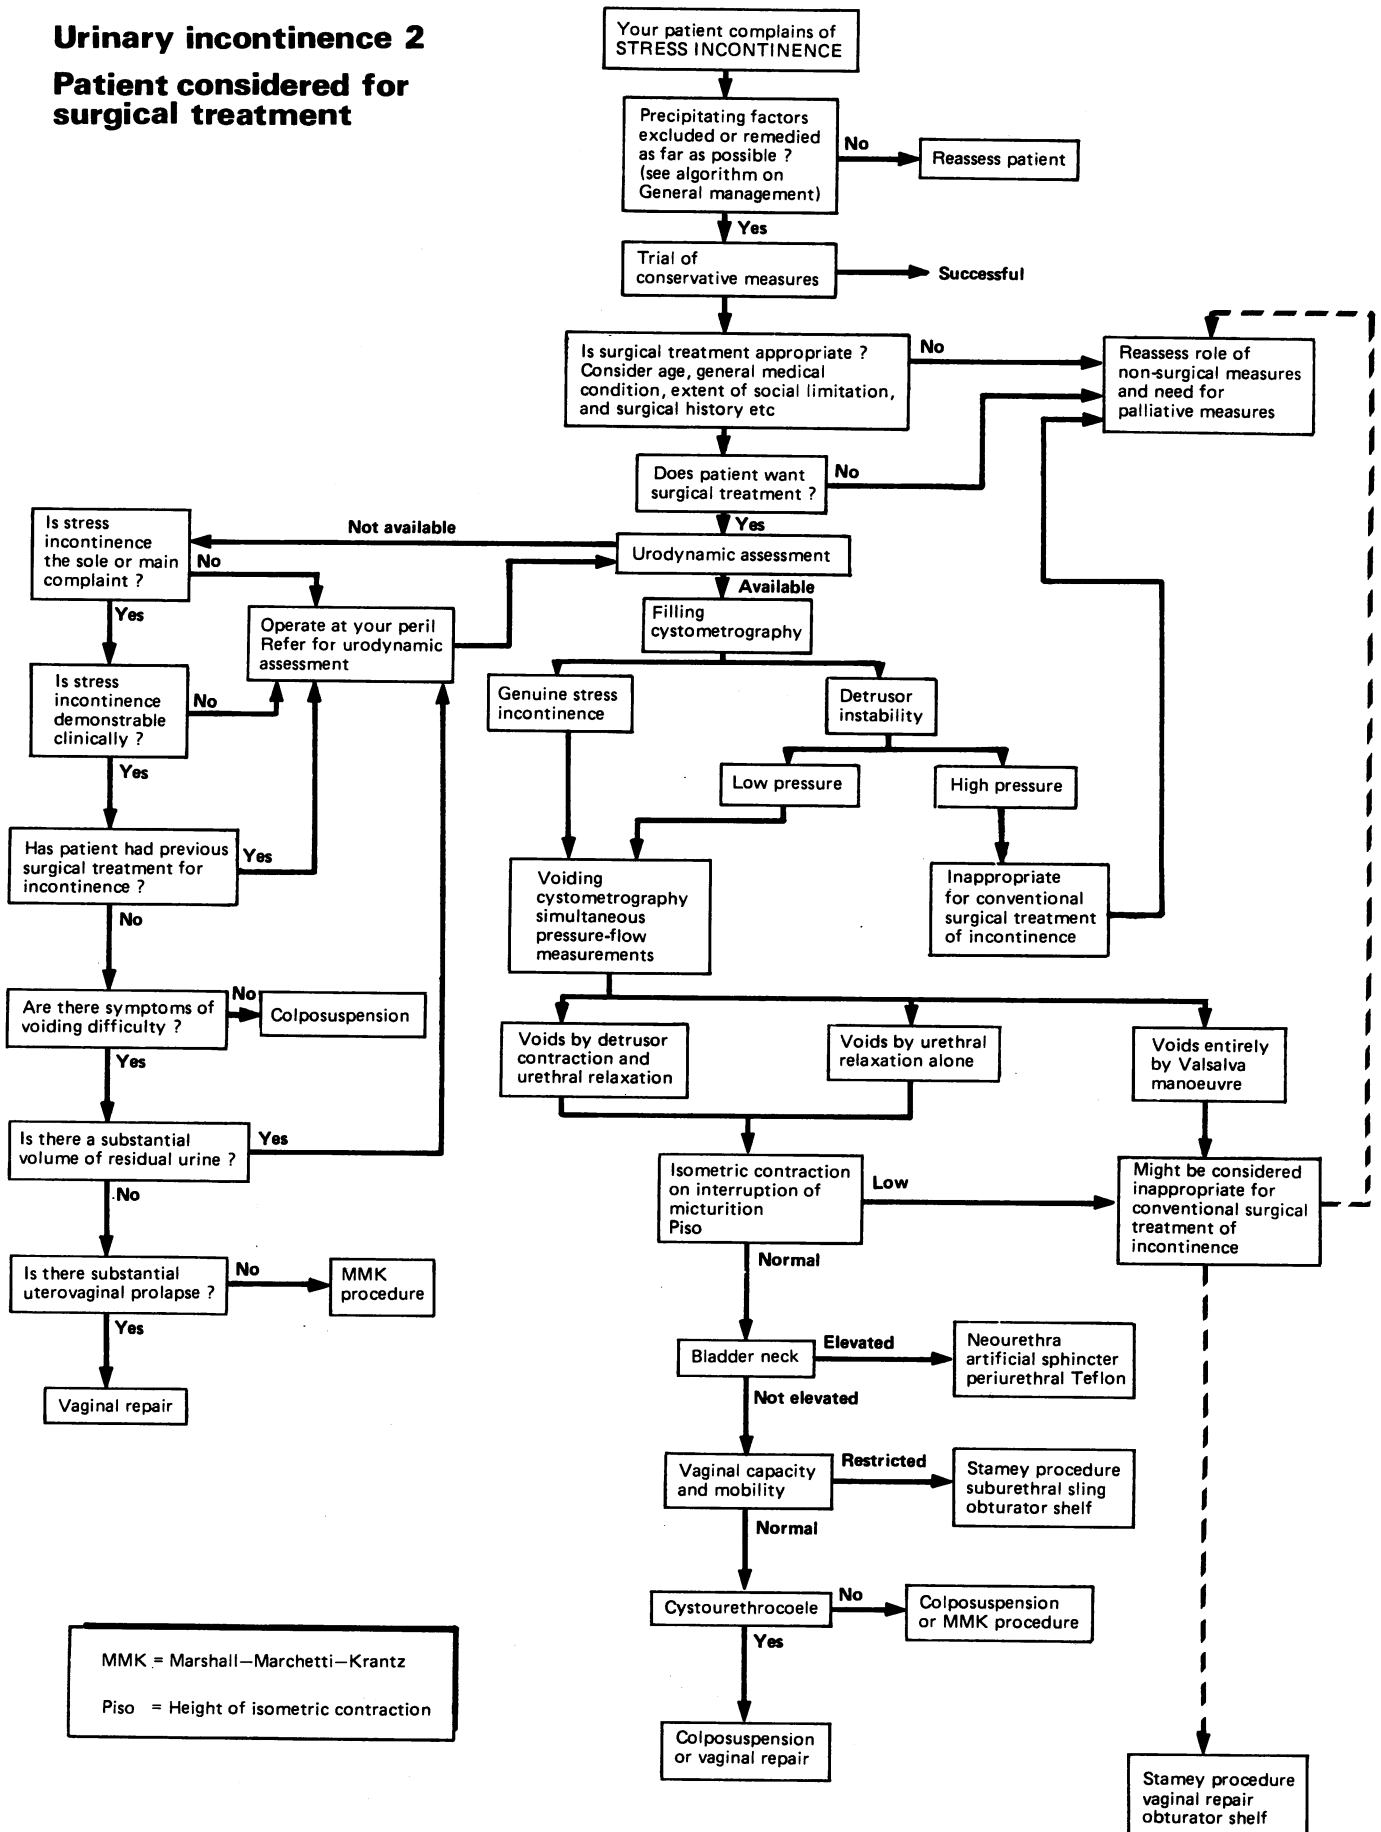 Urinary incontinence 2
Patient considered for
surgical treatment
Your patient complains of
STRESS INCONTINENCE
Precipitating factors
excluded or remedied
as far as possible ?
(see algorithm on
General management)
No
Reassess patient
Yes
Trial of
conservative measures
Successful
Is surgical treatment appropriate ?
Consider age, general medical
condition, extent of social limitation,
and surgical history etc
No
Reassess role of
non-surgical measures
and need for
palliative measures
Does patient want
surgical treatment ?
No
Yes
Urodynamic assessment
Not available
Available
Is stress
incontinence
the sole or main
complaint ?
No
Yes
Operate at your peril
Refer for urodynamic
assessment
Is stress
incontinence
demonstrable
clinically ?
No
Yes
Has patient had previous
surgical treatment for
incontinence ?
Yes
No
Are there symptoms of
voiding difficulty ?
No
Colposuspension
Yes
Is there a substantial
volume of residual urine ?
Yes
No
Is there substantial
uterovaginal prolapse ?
No
MMK
procedure
Yes
Vaginal repair
Filling
cystometrography
Genuine stress
incontinence
Detrusor
instability
Low pressure
High pressure
Voiding
cystometrography
simultaneous
pressure-flow
measurements
Inappropriate
for conventional
surgical treatment
of incontinence
Voids by detrusor
contraction and
urethral relaxation
Voids by urethral
relaxation alone
Voids entirely
by Valsalva
manoeuvre
Isometric contraction
on interruption of
micturition
Piso
Low
Might be considered
inappropriate for
conventional surgical
treatment of
incontinence
Normal
Bladder neck
Elevated
Neourethra
artificial sphincter
periurethral Teflon
Not elevated
Vaginal capacity
and mobility
Restricted
Stamey procedure
suburethral sling
obturator shelf
Normal
Cystourethrocoele
No
Colposuspension
or MMK procedure
Yes
Colposuspension
or vaginal repair
Stamey procedure
vaginal repair
obturator shelf
MMK = Marshall–Marchetti–Krantz
Piso = Height of isometric contraction